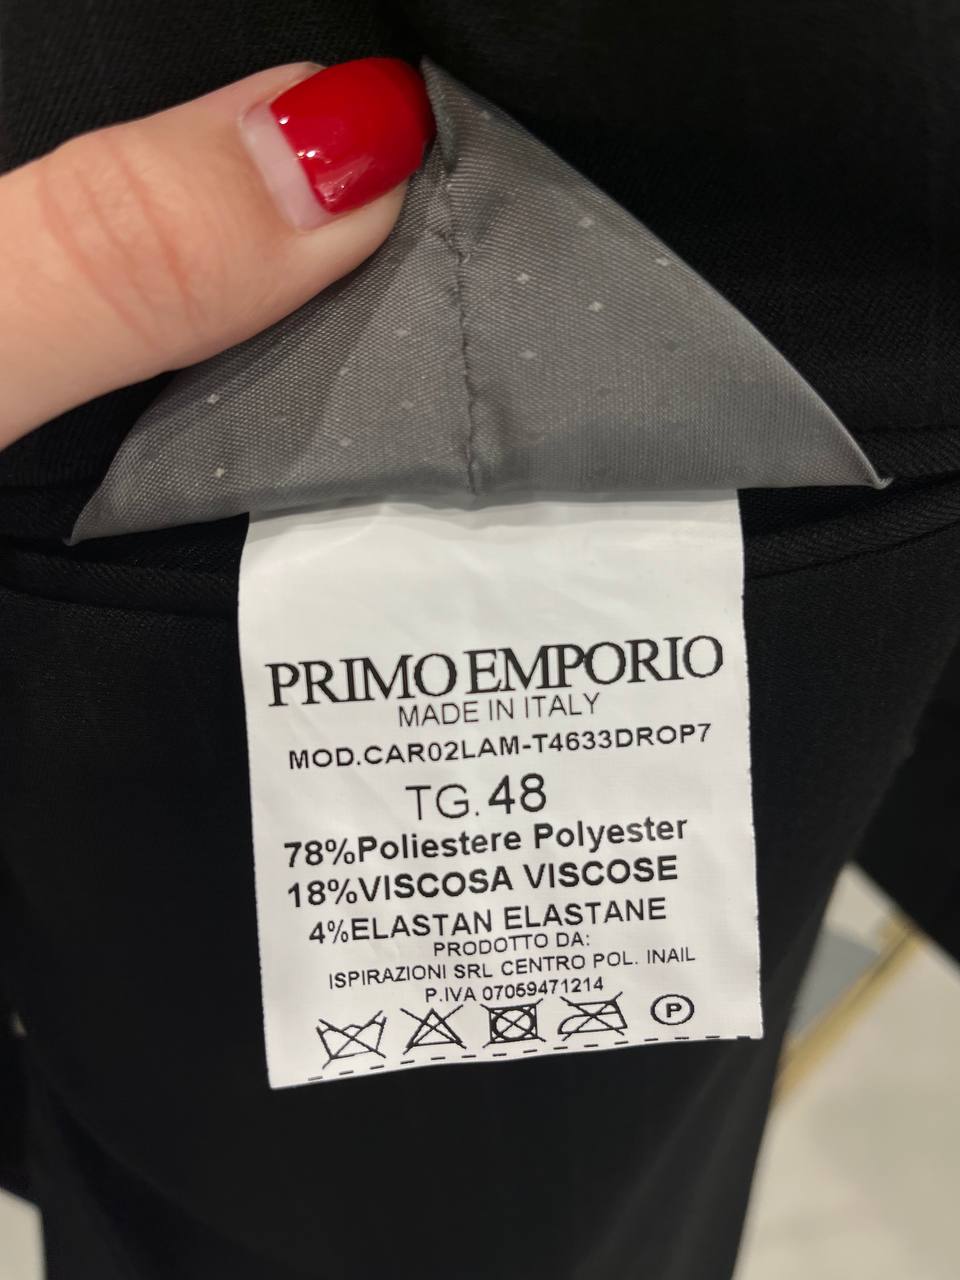 PRIMO EMPORIO
MADE IN ITALY
MOD.CAR02LAM-T4633DROP7
TG. 48
78%Poliestere Polyester
18%VISCOSA VISCOSE
4%ELASTAN ELASTANE
PRODOTTO DA:
ISPIRAZIONI SRL CENTRO POL. INAIL
P.IVA 07059471214
P